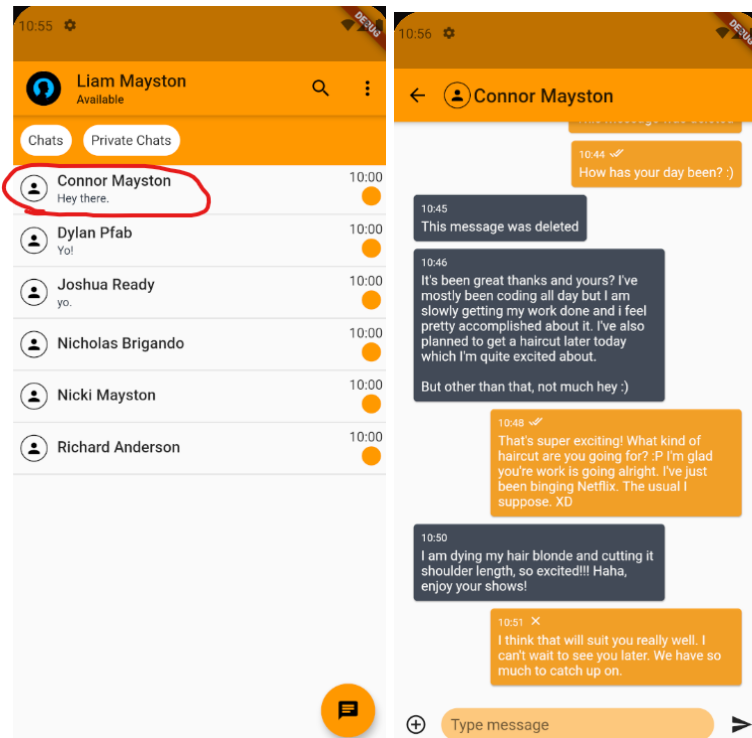 10:55
DEBUG
Liam Mayston
Available
Chats
Private Chats
Connor Mayston
10:00
Hey there.
Dylan Pfab
10:00
Yo!
Joshua Ready
10:00
yo.
Nicholas Brigando
10:00
Nicki Mayston
10:00
Richard Anderson
10:00
10:56
DEBUG
Connor Mayston
This message was deleted
10:44
How has your day been? :)
10:45
This message was deleted
10:46
It's been great thanks and yours? I've
mostly been coding all day but I am
slowly getting my work done and i feel
pretty accomplished about it. I've also
planned to get a haircut later today
which I'm quite excited about.
But other than that, not much hey :)
10:48
That's super exciting! What kind of
haircut are you going for? :P I'm glad
you're work is going alright. I've just
been binging Netflix. The usual I
suppose. XD
10:50
I am dying my hair blonde and cutting it
shoulder length, so excited!!! Haha,
enjoy your shows!
10:51
I think that will suit you really well. I
can't wait to see you later. We have so
much to catch up on.
Type message